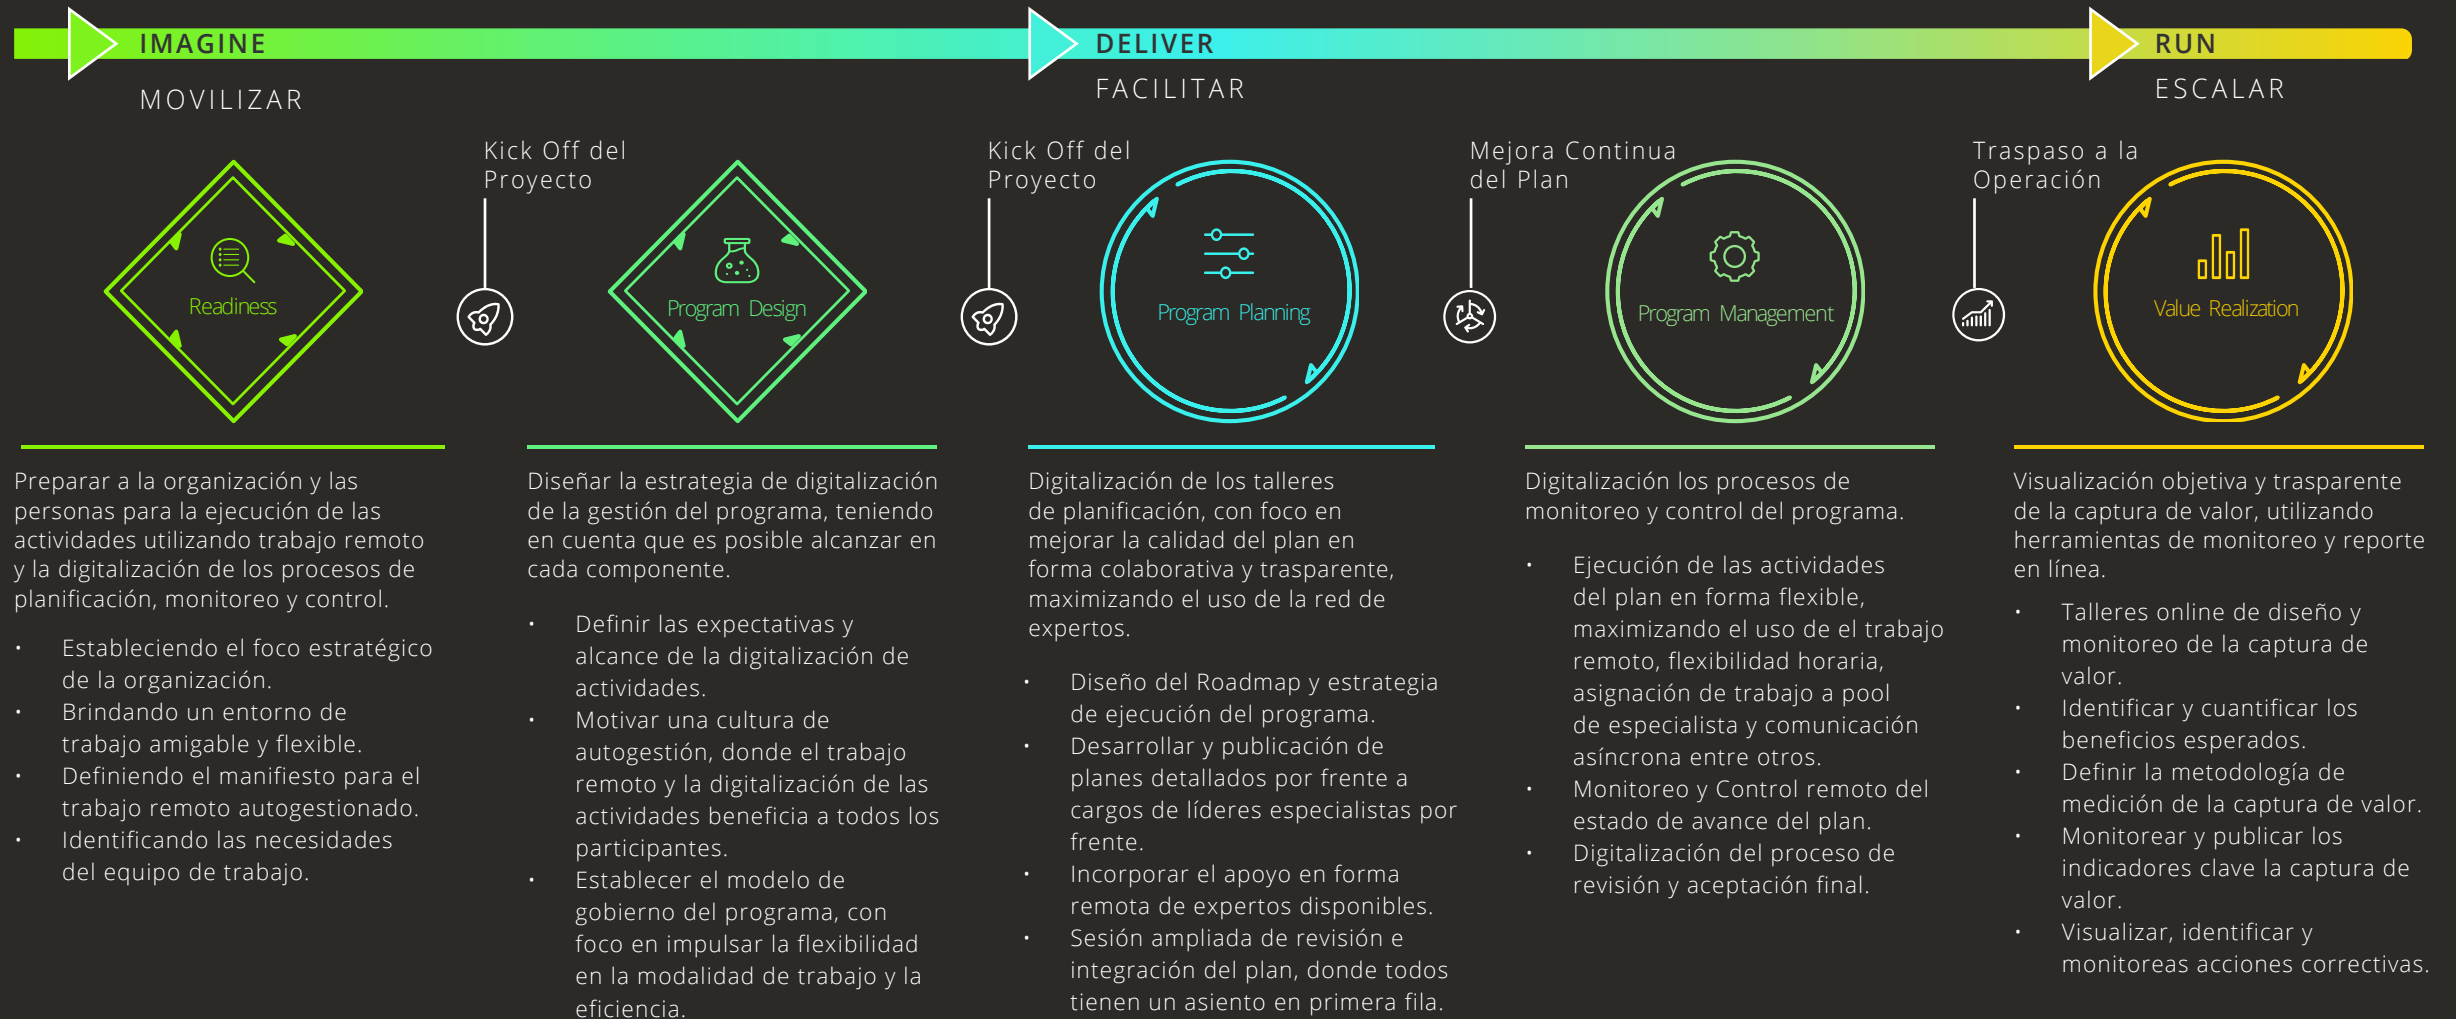 IMAGINE
MOVILIZAR
DELIVER
FACILITAR
RUN
ESCALAR
Readiness
Kick Off del
Proyecto
Program Design
Kick Off del
Proyecto
Program Planning
Mejora Continua
del Plan
Program Management
Traspaso a la
Operación
Value Realization
Preparar a la organización y las
personas para la ejecución de las
actividades utilizando trabajo remoto
y la digitalización de los procesos de
planificación, monitoreo y control.
• Estableciendo el foco estratégico
de la organización.
• Brindando un entorno de
trabajo amigable y flexible.
• Definiendo el manifiesto para el
trabajo remoto autogestionado.
• Identificando las necesidades
del equipo de trabajo.
Diseñar la estrategia de digitalización
de la gestión del programa, teniendo
en cuenta que es posible alcanzar en
cada componente.
• Definir las expectativas y
alcance de la digitalización de
actividades.
• Motivar una cultura de
autogestión, donde el trabajo
remoto y la digitalización de las
actividades beneficia a todos los
participantes.
• Establecer el modelo de
gobierno del programa, con
foco en impulsar la flexibilidad
en la modalidad de trabajo y la
eficiencia.
Digitalización de los talleres
de planificación, con foco en
mejorar la calidad del plan en
forma colaborativa y trasparente,
maximizando el uso de la red de
expertos.
• Diseño del Roadmap y estrategia
de ejecución del programa.
• Desarrollar y publicación de
planes detallados por frente a
cargos de líderes especialistas por
frente.
• Incorporar el apoyo en forma
remota de expertos disponibles.
• Sesión ampliada de revisión e
integración del plan, donde todos
tienen un asiento en primera fila.
Digitalización los procesos de
monitoreo y control del programa.
• Ejecución de las actividades
del plan en forma flexible,
maximizando el uso de el trabajo
remoto, flexibilidad horaria,
asignación de trabajo a pool
de especialista y comunicación
asíncrona entre otros.
• Monitoreo y Control remoto del
estado de avance del plan.
• Digitalización del proceso de
revisión y aceptación final.
Visualización objetiva y trasparente
de la captura de valor, utilizando
herramientas de monitoreo y reporte
en línea.
• Talleres online de diseño y
monitoreo de la captura de
valor.
• Identificar y cuantificar los
beneficios esperados.
• Definir la metodología de
medición de la captura de valor.
• Monitorear y publicar los
indicadores clave la captura de
valor.
• Visualizar, identificar y
monitoreas acciones correctivas.